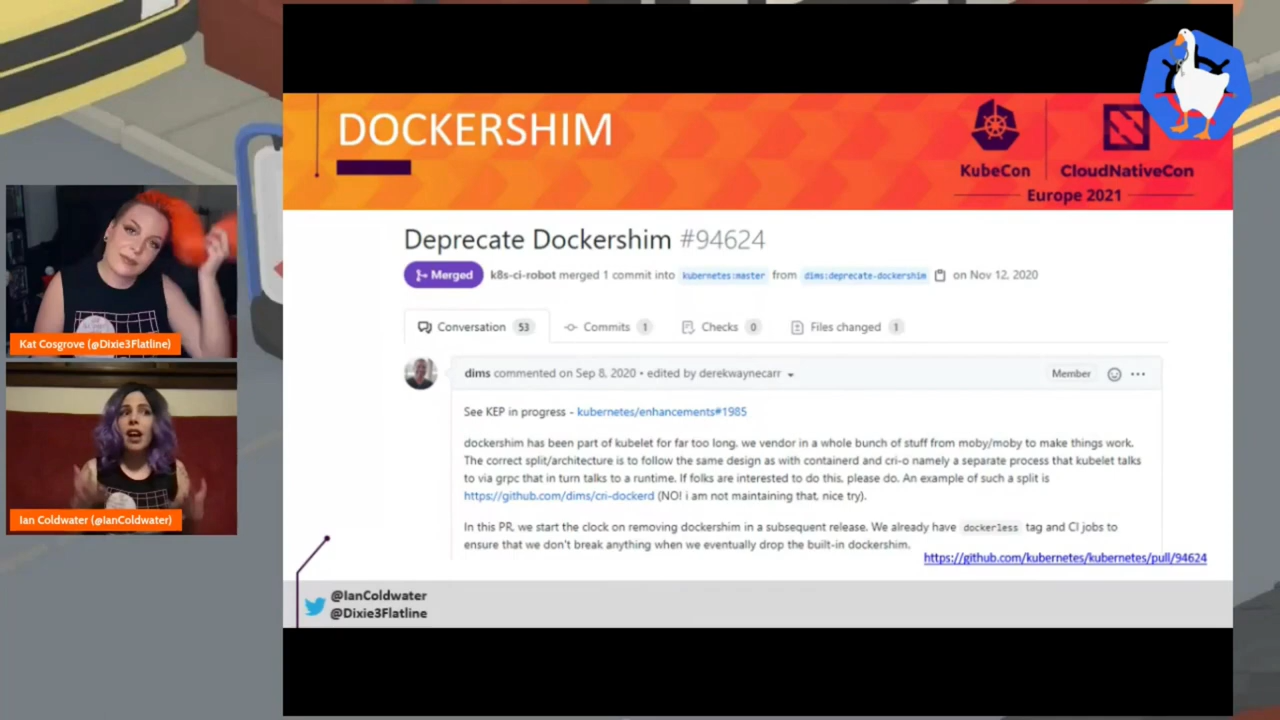 DOCKERSHIM
KubeCon
CloudNativeCon
Europe 2021
Deprecate Dockershim #94624
Merged k8s-ci-robot merged 1 commit into kubernetes:master from dims:deprecate-dockershim on Nov 12, 2020
Conversation 53 Commits 1 Checks 0 Files changed 1
dims commented on Sep 8, 2020 • edited by derekwaynecarr Member
See KEP in progress - kubernetes/enhancements#1985
dockershim has been part of kubelet for far too long. we vendor in a whole bunch of stuff from moby/moby to make things work.
The correct split/architecture is to follow the same design as with containerd and cri-o namely a separate process that kubelet talks
to via grpc that in turn talks to a runtime. If folks are interested to do this, please do. An example of such a split is
https://github.com/dims/cri-dockerd (NO! i am not maintaining that, nice try).
In this PR, we start the clock on removing dockershim in a subsequent release. We already have dockerless tag and CI jobs to
ensure that we don't break anything when we eventually drop the built-in dockershim.
https://github.com/kubernetes/kubernetes/pull/94624
@IanColdwater
@Dixie3Flatline
Kat Cosgrove (@Dixie3Flatline)
Ian Coldwater (@IanColdwater)